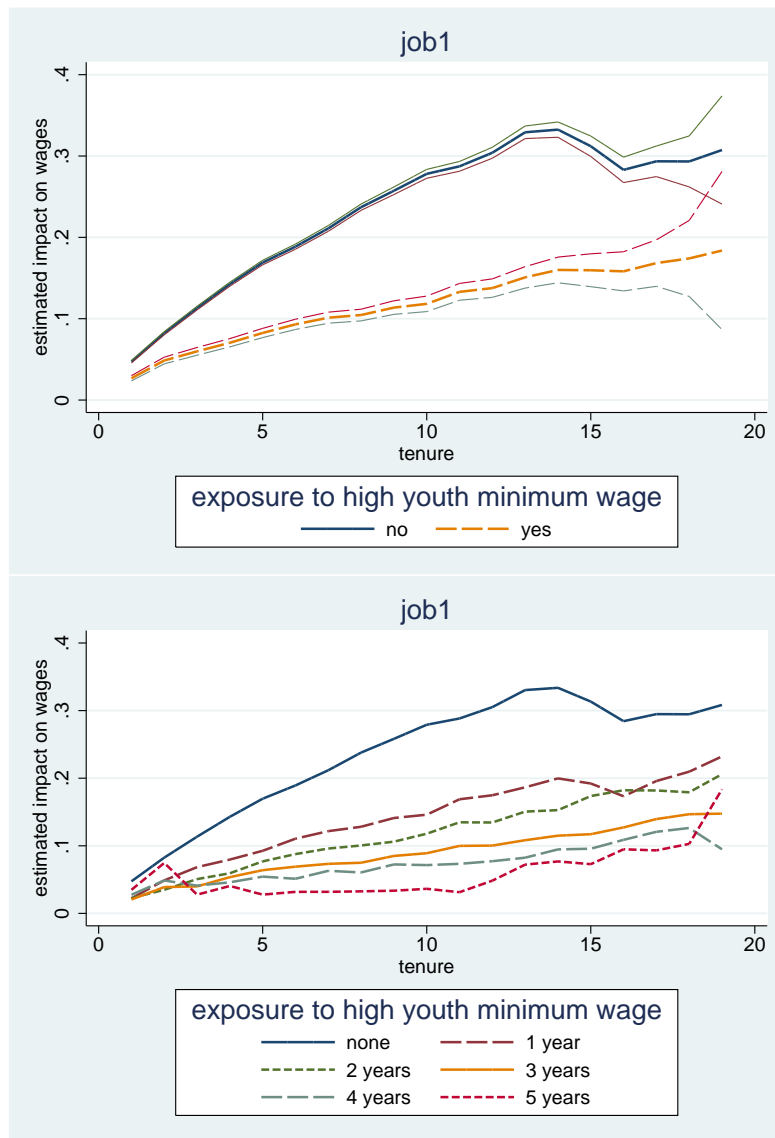 job1
estimated impact on wages
.4
.3
.2
.1
0
0 5 10 15 20
tenure
exposure to high youth minimum wage
no yes
job1
estimated impact on wages
.4
.3
.2
.1
0
0 5 10 15 20
tenure
exposure to high youth minimum wage
none 1 year
2 years 3 years
4 years 5 years